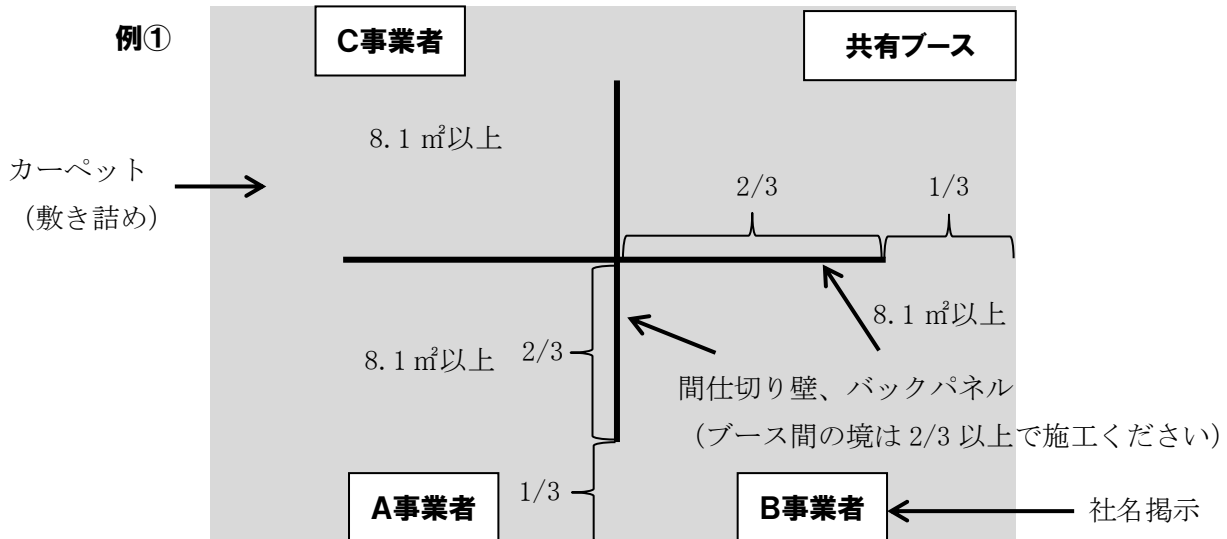 例①
C事業者
共有ブース
8.1 ㎡以上
カーペット
（敷き詰め）
2/3
1/3
8.1 ㎡以上
8.1 ㎡以上
2/3
間仕切り壁、バックパネル
（ブース間の境は 2/3 以上で施工ください）
1/3
A事業者
B事業者
社名掲示